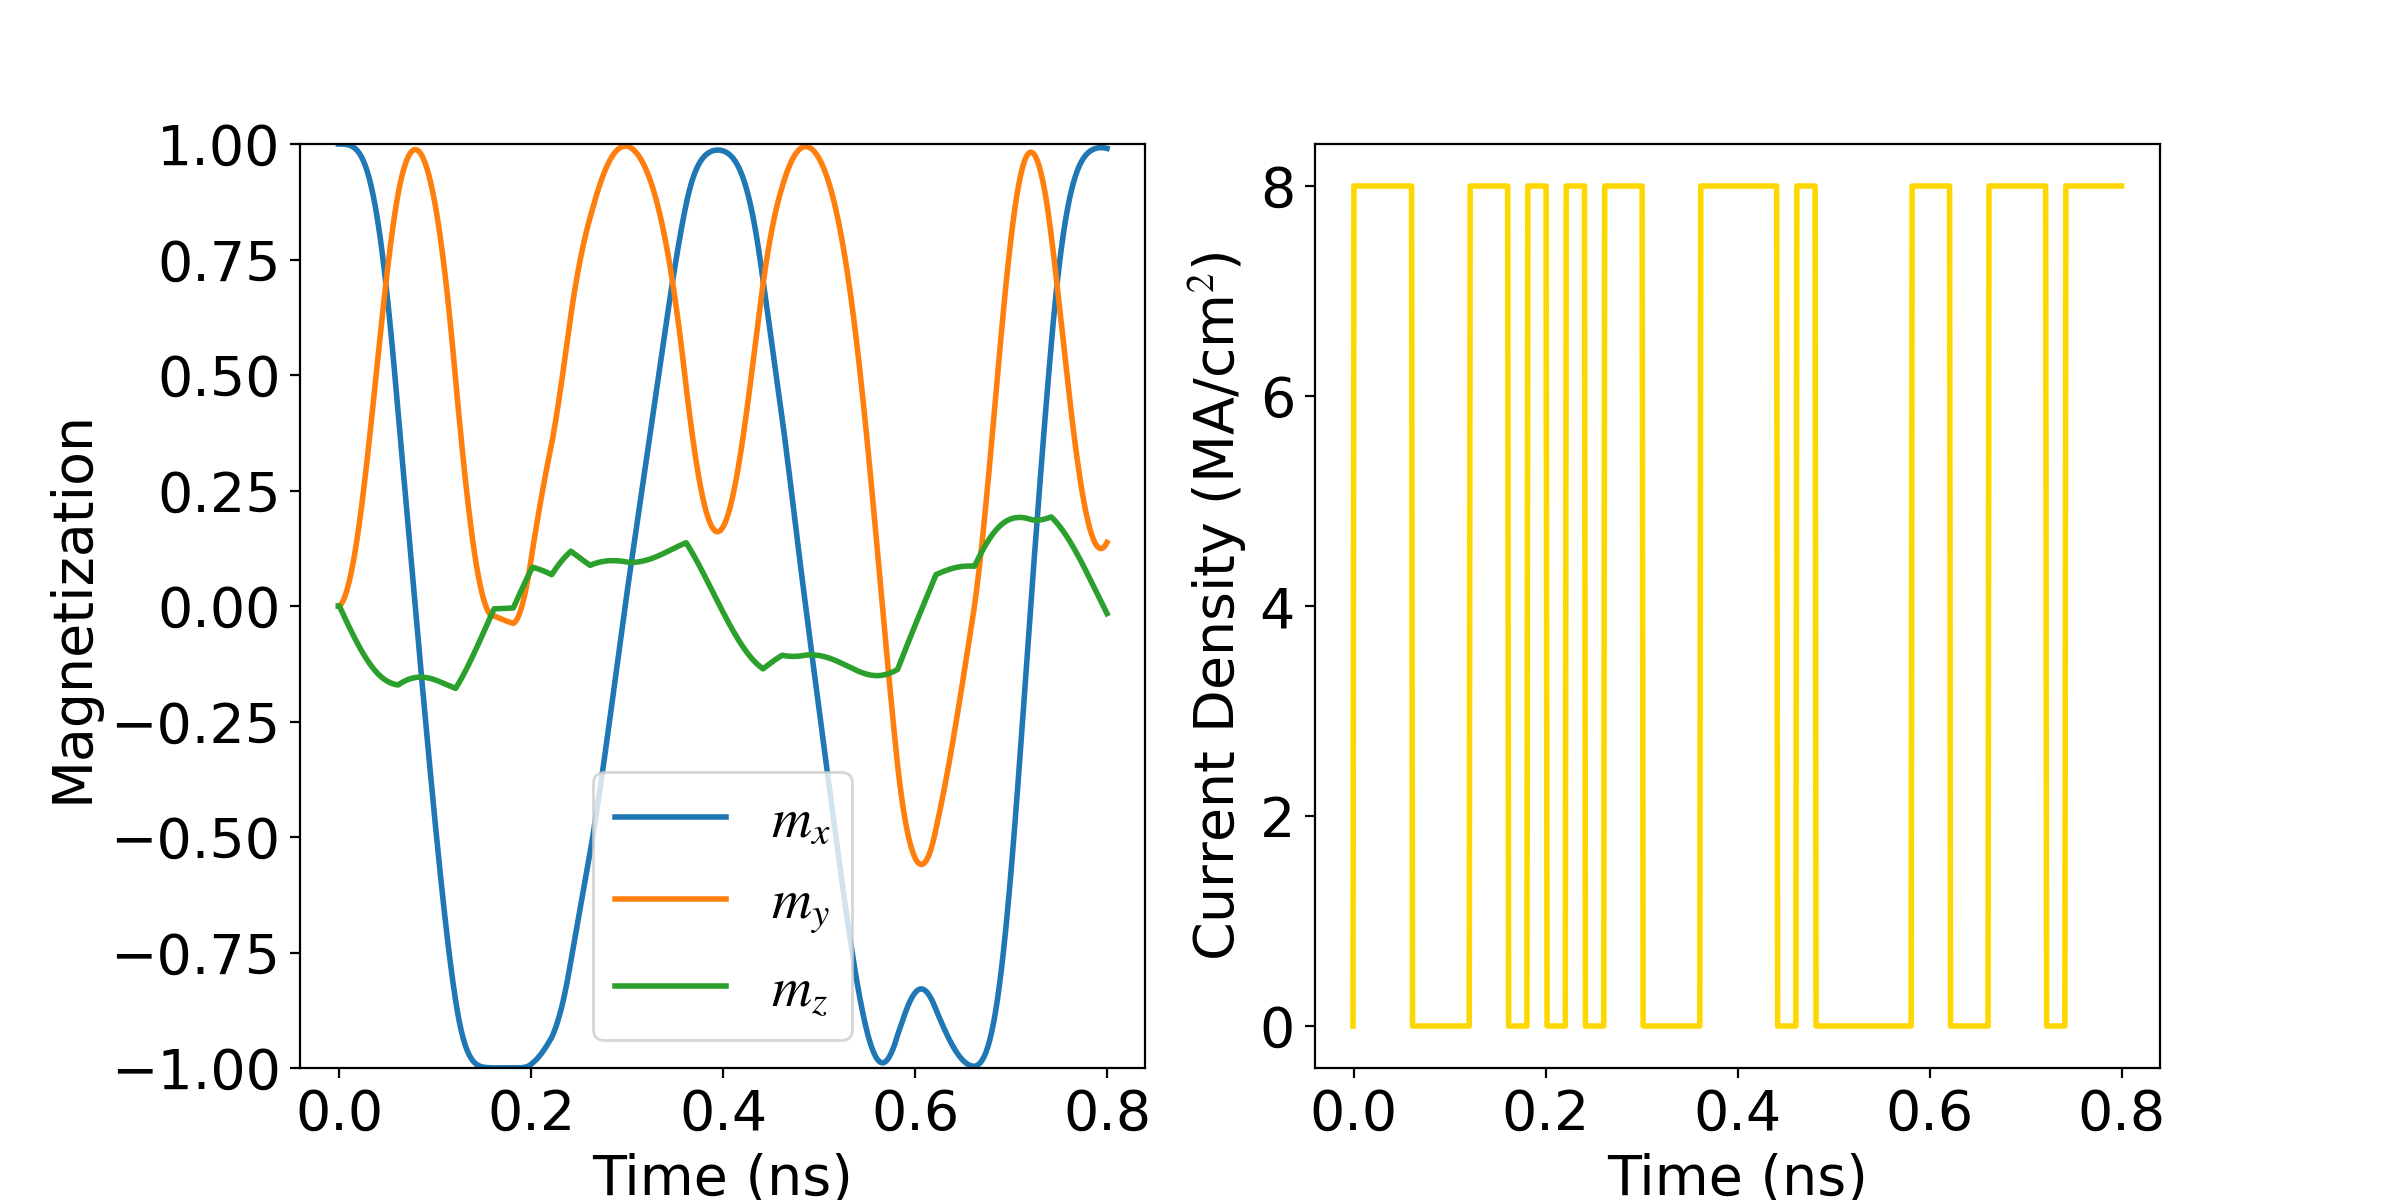 Magnetization
1.00
0.75
0.50
0.25
0.00
−0.25
−0.50
−0.75
−1.00
0.0 0.2 0.4 0.6 0.8
Time (ns)
mₓ
m_y
m_z
Current Density (MA/cm²)
8
6
4
2
0
0.0 0.2 0.4 0.6 0.8
Time (ns)